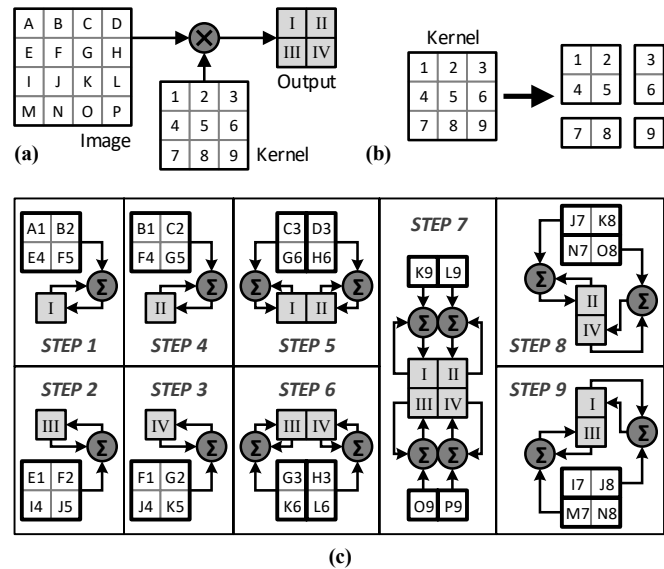 A B C D
E F G H
I J K L
M N O P
Image
×
I II
III IV
Output
1 2 3
4 5 6
7 8 9
Kernel
(a)
Kernel
1 2 3
4 5 6
7 8 9
1 2
4 5
3
6
7 8
9
(b)
A1 B2
E4 F5
Σ
I
STEP 1
B1 C2
F4 G5
Σ
II
STEP 4
C3 D3
G6 H6
Σ Σ
I II
STEP 5
STEP 7
K9 L9
Σ Σ
I II
III IV
Σ Σ
O9 P9
J7 K8
N7 O8
Σ Σ
II
IV
STEP 8
STEP 2
III
Σ
E1 F2
I4 J5
STEP 3
IV
Σ
F1 G2
J4 K5
STEP 6
III IV
Σ Σ
G3 H3
K6 L6
STEP 9
I
III
Σ Σ
I7 J8
M7 N8
(c)